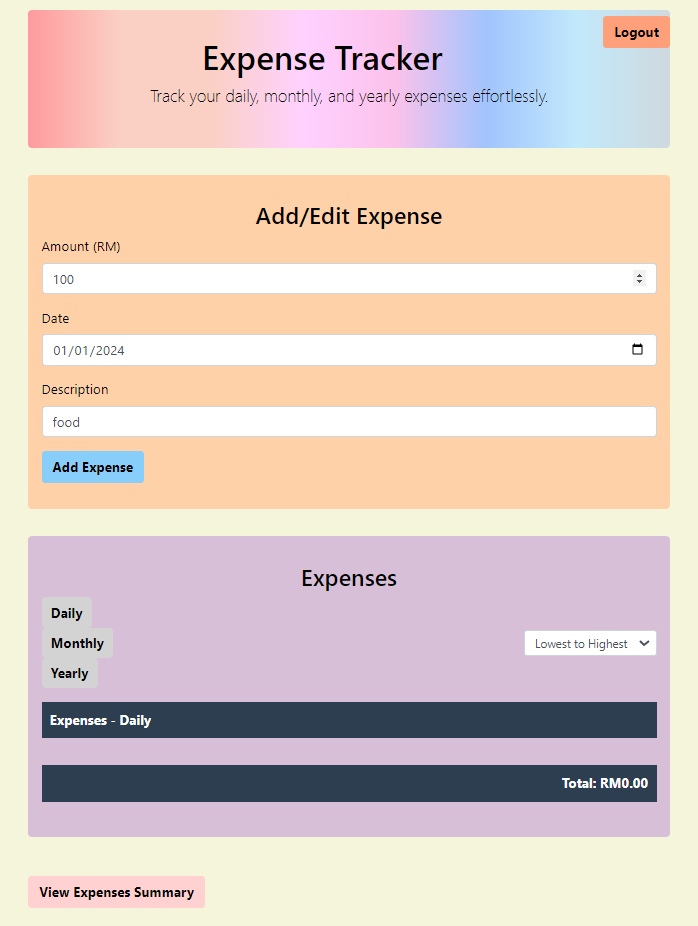 Logout
Expense Tracker
Track your daily, monthly, and yearly expenses effortlessly.
Add/Edit Expense
Amount (RM)
100
Date
01/01/2024
Description
food
Add Expense
Expenses
Daily
Monthly
Lowest to Highest
Yearly
Expenses - Daily
Total: RM0.00
View Expenses Summary